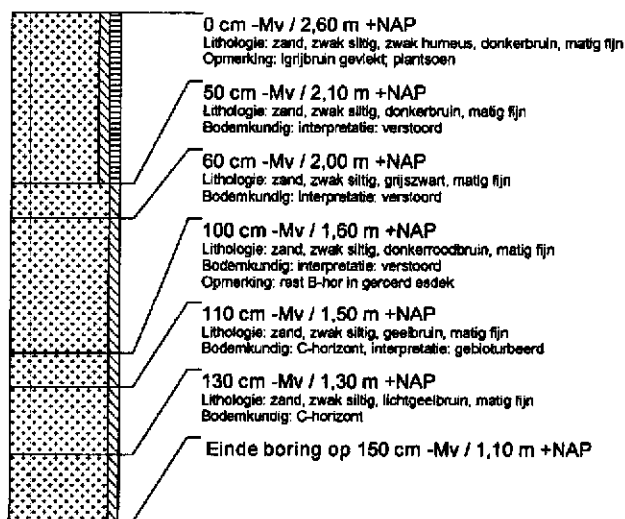 0 cm -Mv / 2,60 m +NAP
Lithologie: zand, zwak siltig, zwak humeus, donkerbruin, matig fijn
Opmerking: lgrijbruin gevlekt; plantsoen
50 cm -Mv / 2,10 m +NAP
Lithologie: zand, zwak siltig, donkerbruin, matig fijn
Bodemkundig: interpretatie: verstoord
60 cm -Mv / 2,00 m +NAP
Lithologie: zand, zwak siltig, grijszwart, matig fijn
Bodemkundig: interpretatie: verstoord
100 cm -Mv / 1,60 m +NAP
Lithologie: zand, zwak siltig, donkerroodbruin, matig fijn
Bodemkundig: interpretatie: verstoord
Opmerking: rest B-hor in geroerd esdek
110 cm -Mv / 1,50 m +NAP
Lithologie: zand, zwak siltig, geelbruin, matig fijn
Bodemkundig: C-horizont, interpretatie: gebioturbeerd
130 cm -Mv / 1,30 m +NAP
Lithologie: zand, zwak siltig, lichtgeelbruin, matig fijn
Bodemkundig: C-horizont
Einde boring op 150 cm -Mv / 1,10 m +NAP